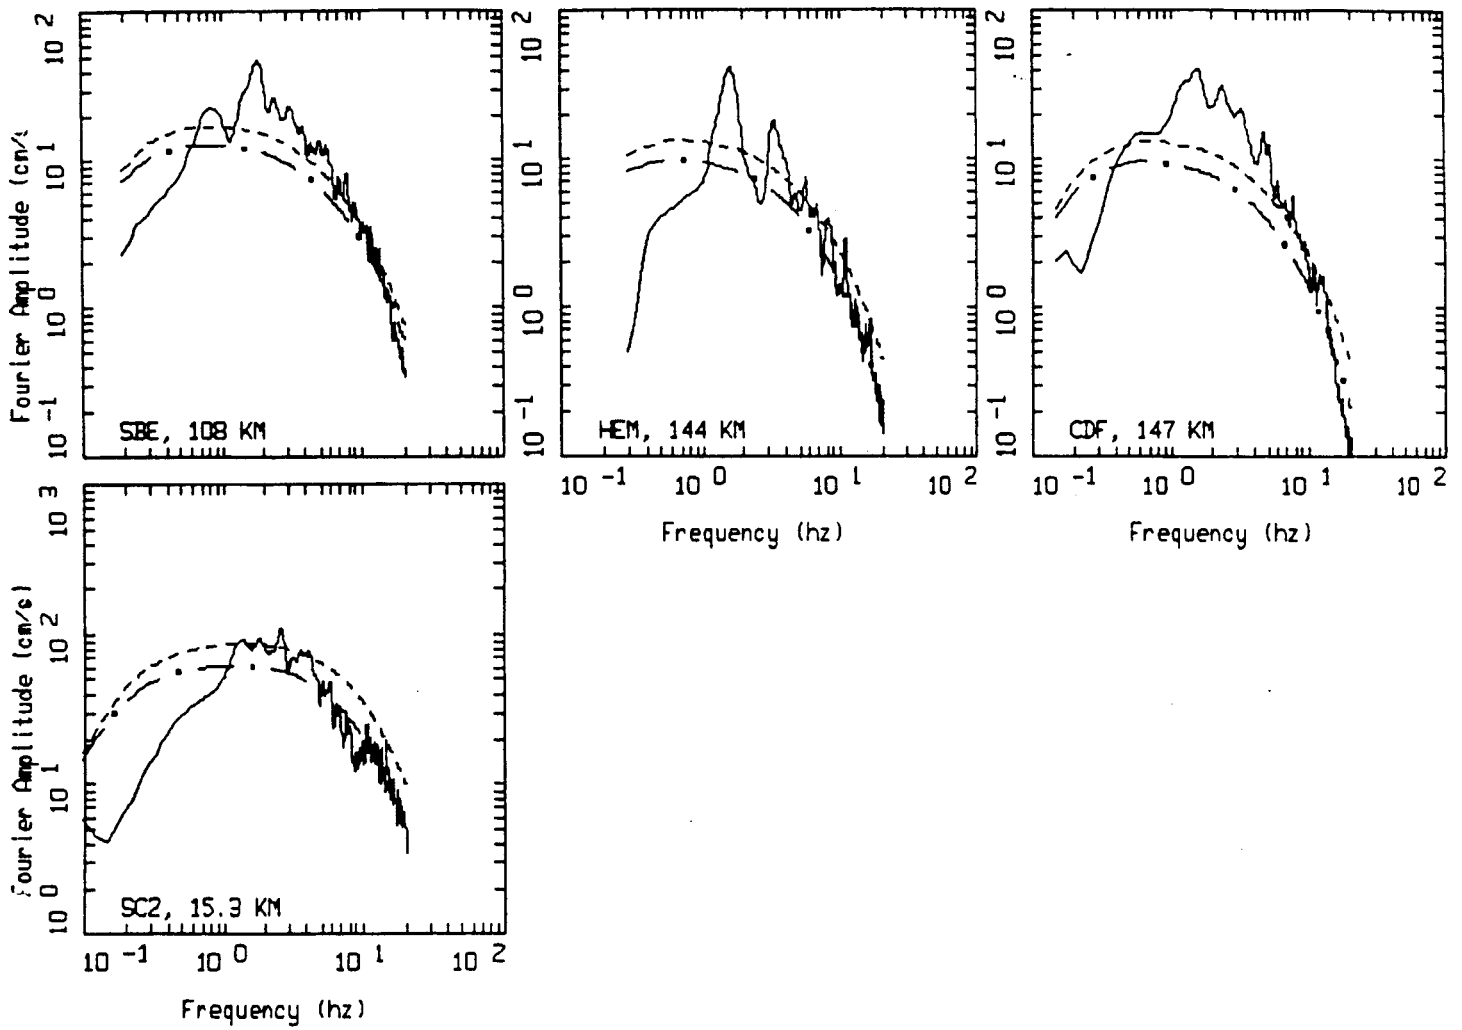 Fourier Amplitude (cm/s
10 2
10 1
10 0
10 -1
SBE, 108 KM
10 2
10 1
10 0
10 -1
HEM, 144 KM
10 -1 10 0 10 1 10 2
Frequency (hz)
10 2
10 1
10 0
10 -1
CDF, 147 KM
10 -1 10 0 10 1 10 2
Frequency (hz)
Fourier Amplitude (cm/s)
10 3
10 2
10 1
10 0
SC2, 15.3 KM
10 -1 10 0 10 1 10 2
Frequency (hz)